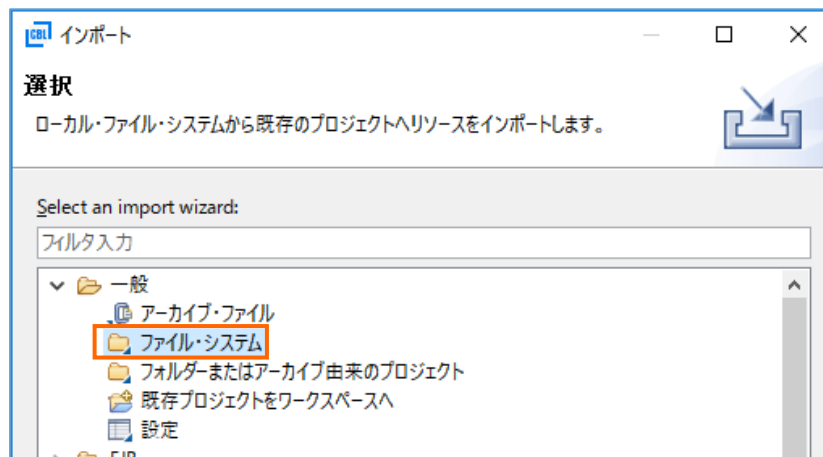 CBL インポート
選択
ローカル・ファイル・システムから既存のプロジェクトへリソースをインポートします。
Select an import wizard:
フィルタ入力
一般
アーカイブ・ファイル
ファイル・システム
フォルダーまたはアーカイブ由来のプロジェクト
既存プロジェクトをワークスペースへ
設定